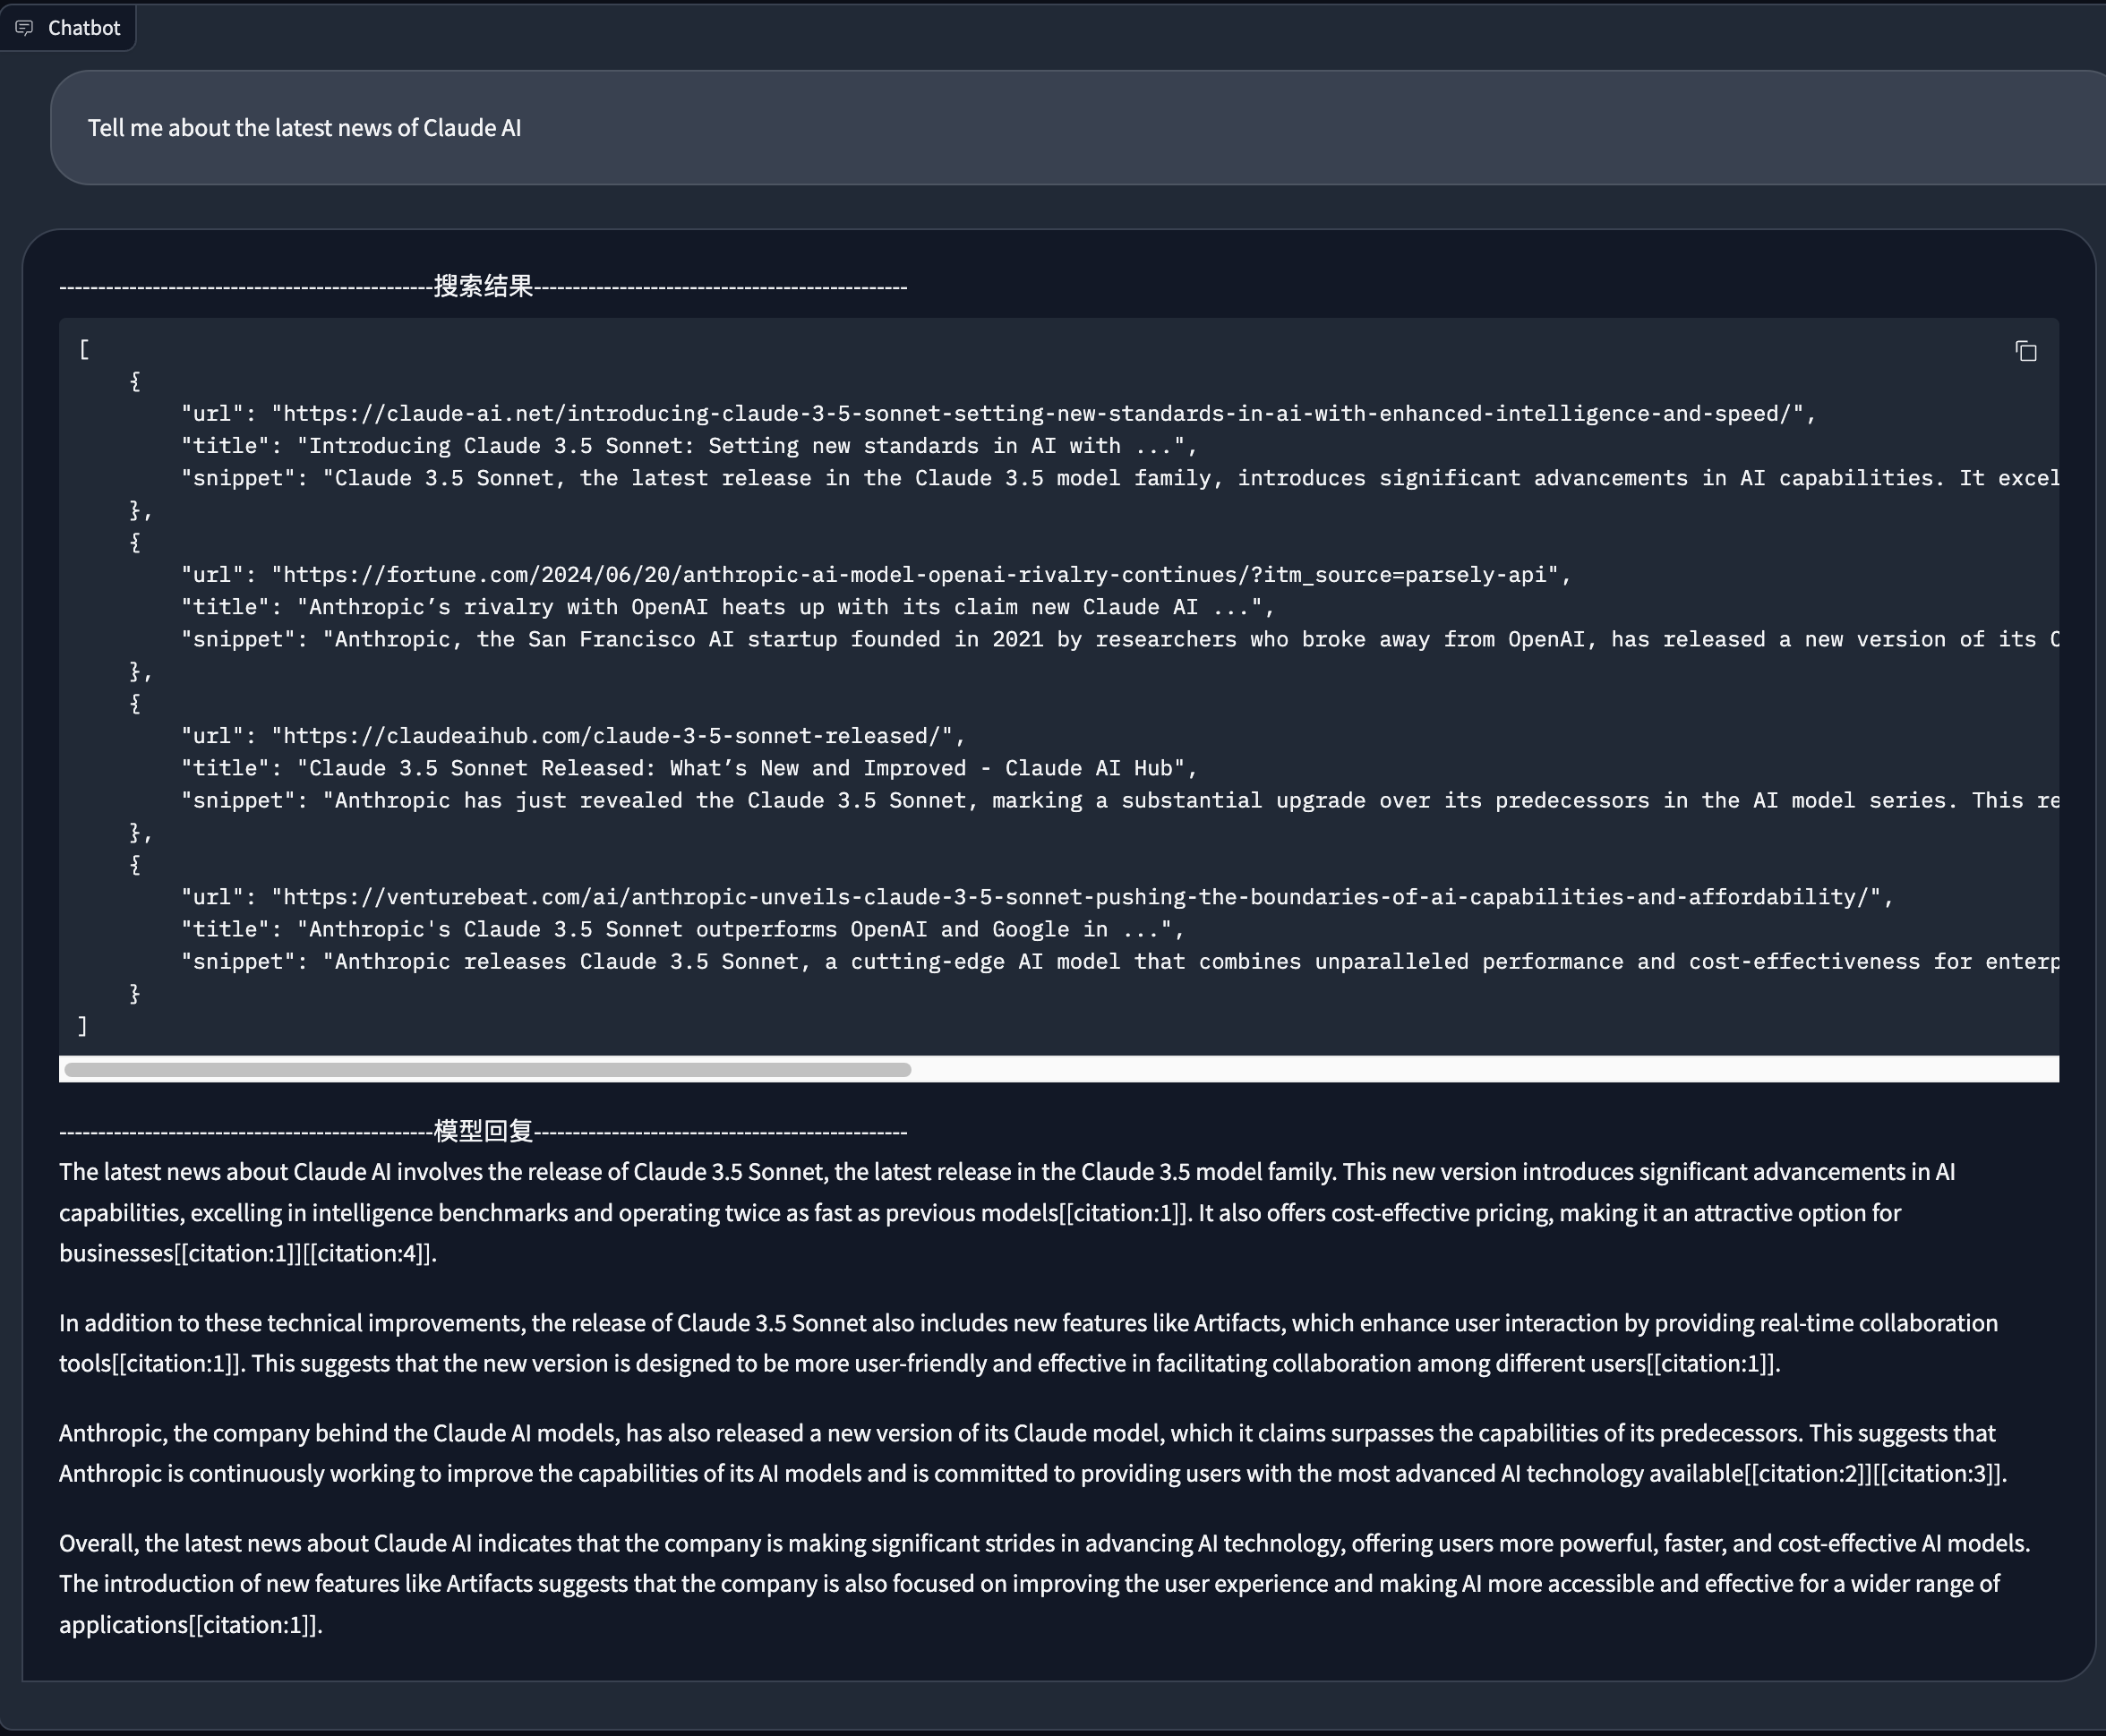 Chatbot
Tell me about the latest news of Claude AI
------------------------------------------------搜索结果------------------------------------------------
[
    {
        "url": "https://claude-ai.net/introducing-claude-3-5-sonnet-setting-new-standards-in-ai-with-enhanced-intelligence-and-speed/",
        "title": "Introducing Claude 3.5 Sonnet: Setting new standards in AI with ...",
        "snippet": "Claude 3.5 Sonnet, the latest release in the Claude 3.5 model family, introduces significant advancements in AI capabilities. It excel
    },
    {
        "url": "https://fortune.com/2024/06/20/anthropic-ai-model-openai-rivalry-continues/?itm_source=parsely-api",
        "title": "Anthropic’s rivalry with OpenAI heats up with its claim new Claude AI ...",
        "snippet": "Anthropic, the San Francisco AI startup founded in 2021 by researchers who broke away from OpenAI, has released a new version of its C
    },
    {
        "url": "https://claudeaihub.com/claude-3-5-sonnet-released/",
        "title": "Claude 3.5 Sonnet Released: What’s New and Improved - Claude AI Hub",
        "snippet": "Anthropic has just revealed the Claude 3.5 Sonnet, marking a substantial upgrade over its predecessors in the AI model series. This re
    },
    {
        "url": "https://venturebeat.com/ai/anthropic-unveils-claude-3-5-sonnet-pushing-the-boundaries-of-ai-capabilities-and-affordability/",
        "title": "Anthropic's Claude 3.5 Sonnet outperforms OpenAI and Google in ...",
        "snippet": "Anthropic releases Claude 3.5 Sonnet, a cutting-edge AI model that combines unparalleled performance and cost-effectiveness for enterp
    }
]
------------------------------------------------模型回复------------------------------------------------
The latest news about Claude AI involves the release of Claude 3.5 Sonnet, the latest release in the Claude 3.5 model family. This new version introduces significant advancements in AI
capabilities, excelling in intelligence benchmarks and operating twice as fast as previous models[[citation:1]]. It also offers cost-effective pricing, making it an attractive option for
businesses[[citation:1]][[citation:4]].
In addition to these technical improvements, the release of Claude 3.5 Sonnet also includes new features like Artifacts, which enhance user interaction by providing real-time collaboration
tools[[citation:1]]. This suggests that the new version is designed to be more user-friendly and effective in facilitating collaboration among different users[[citation:1]].
Anthropic, the company behind the Claude AI models, has also released a new version of its Claude model, which it claims surpasses the capabilities of its predecessors. This suggests that
Anthropic is continuously working to improve the capabilities of its AI models and is committed to providing users with the most advanced AI technology available[[citation:2]][[citation:3]].
Overall, the latest news about Claude AI indicates that the company is making significant strides in advancing AI technology, offering users more powerful, faster, and cost-effective AI models.
The introduction of new features like Artifacts suggests that the company is also focused on improving the user experience and making AI more accessible and effective for a wider range of
applications[[citation:1]].